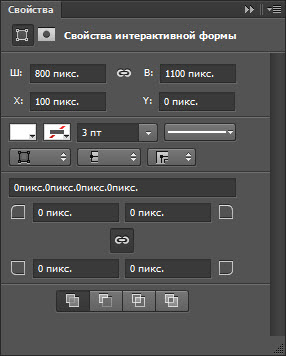 Свойства
Свойства интерактивной формы
Ш: 800 пикс. В: 1100 пикс.
X: 100 пикс. Y: 0 пикс.
3 пт
0пикс.0пикс.0пикс.0пикс.
0 пикс. 0 пикс.
0 пикс. 0 пикс.